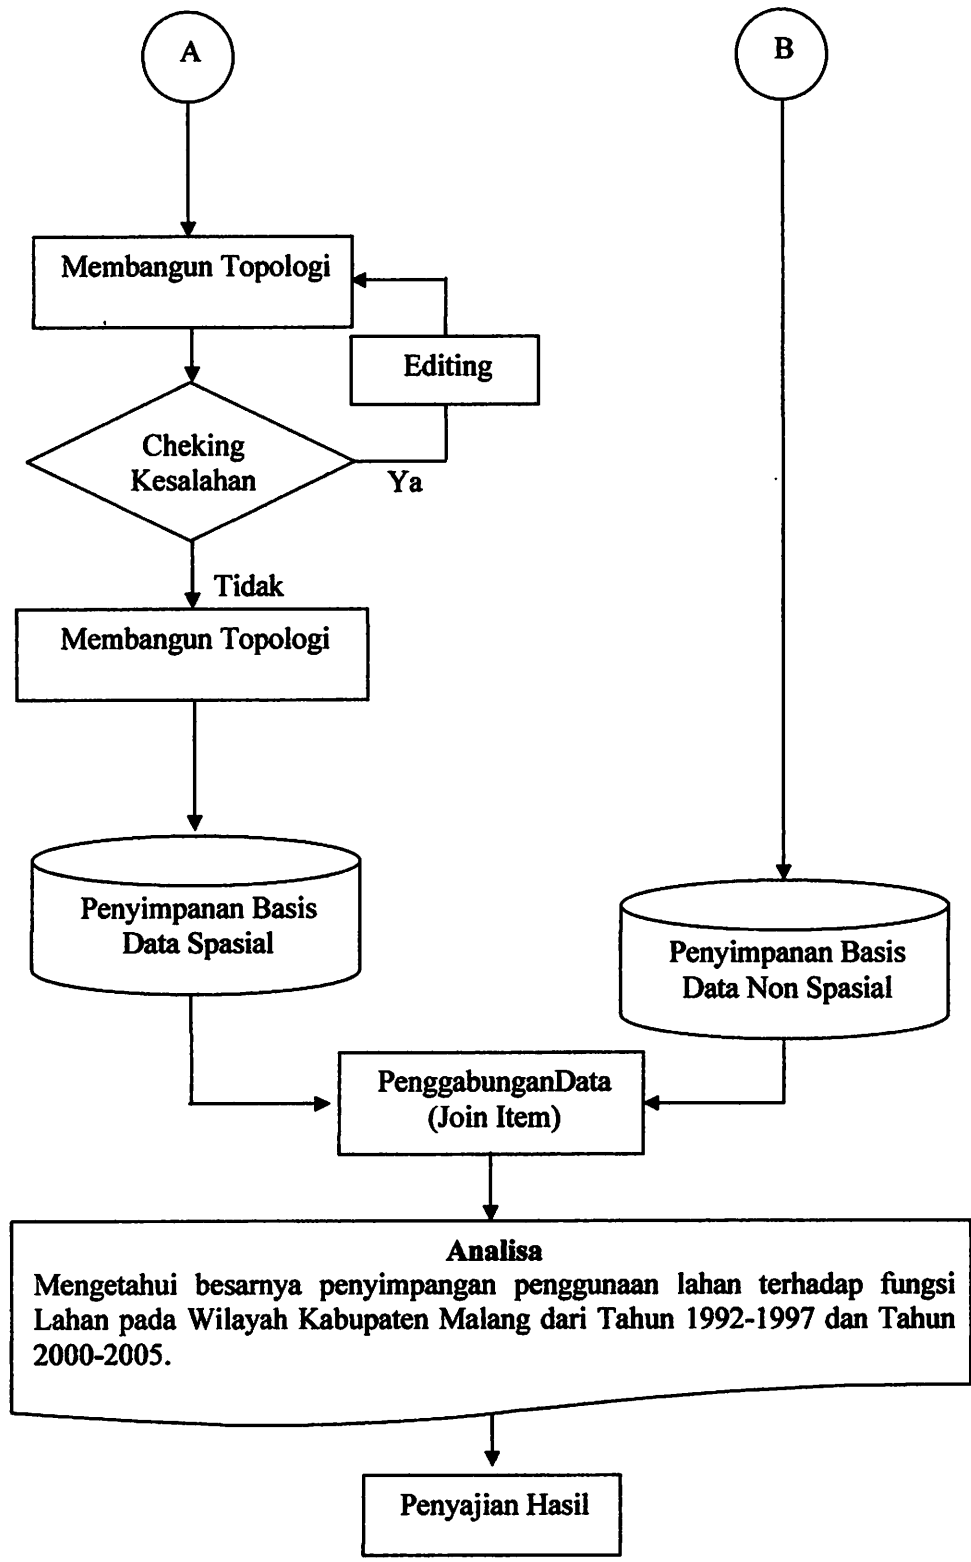 A
B
Membangun Topologi
Editing
Cheking
Kesalahan
Ya
Tidak
Membangun Topologi
Penyimpanan Basis
Data Spasial
Penyimpanan Basis
Data Non Spasial
PenggabunganData
(Join Item)
Analisa
Mengetahui besarnya penyimpangan penggunaan lahan terhadap fungsi
Lahan pada Wilayah Kabupaten Malang dari Tahun 1992-1997 dan Tahun
2000-2005.
Penyajian Hasil